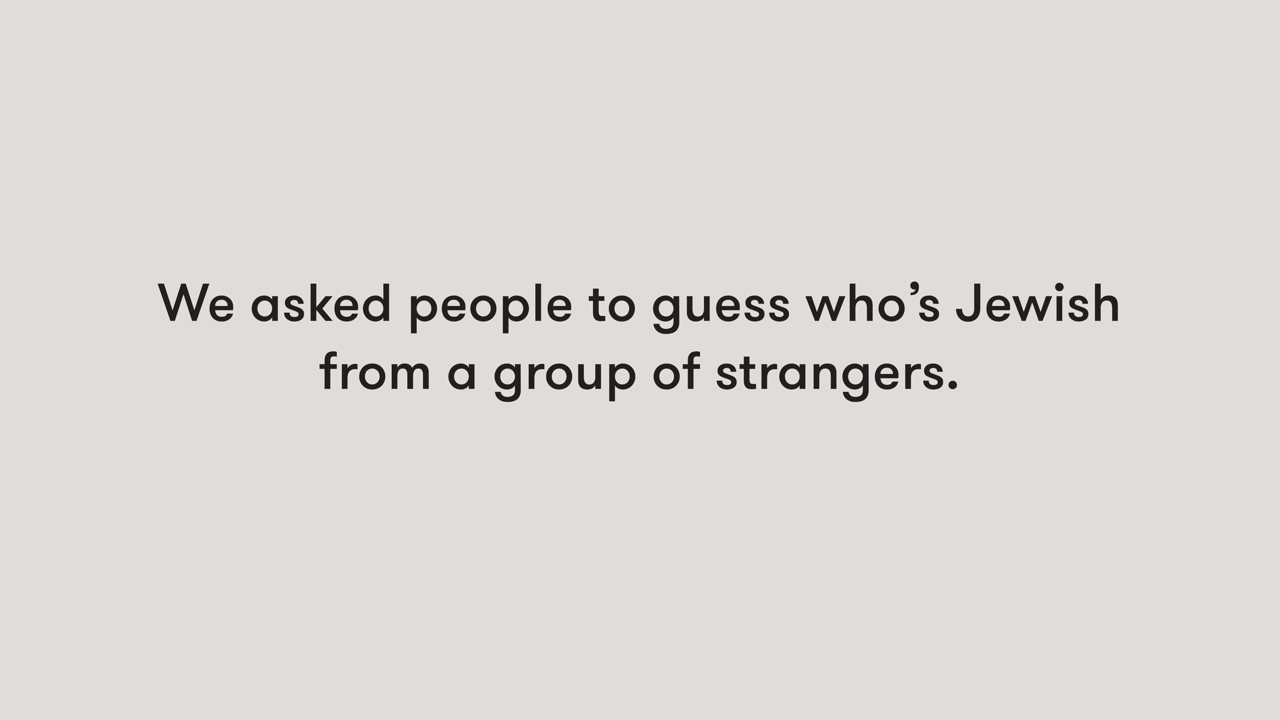 We asked people to guess who’s Jewish
from a group of strangers.